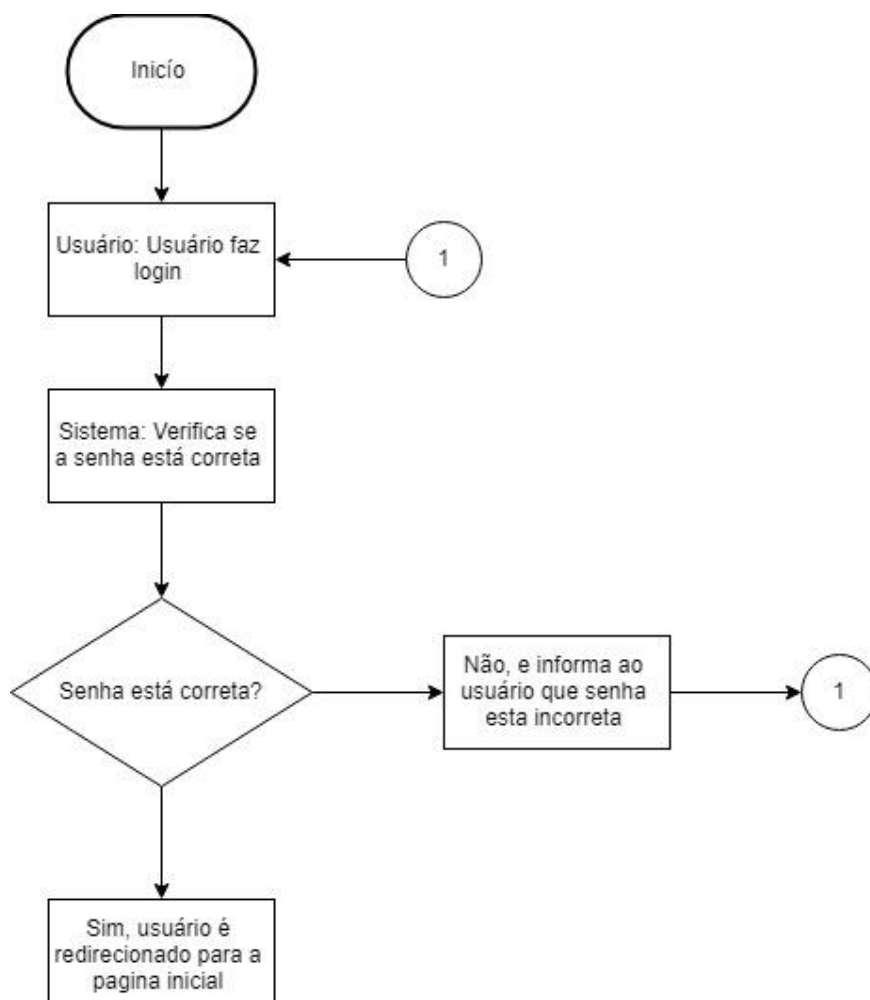 Inicío
Usuário: Usuário faz
login
1
Sistema: Verifica se
a senha está correta
Senha está correta?
Não, e informa ao
usuário que senha
esta incorreta
1
Sim, usuário é
redirecionado para a
pagina inicial